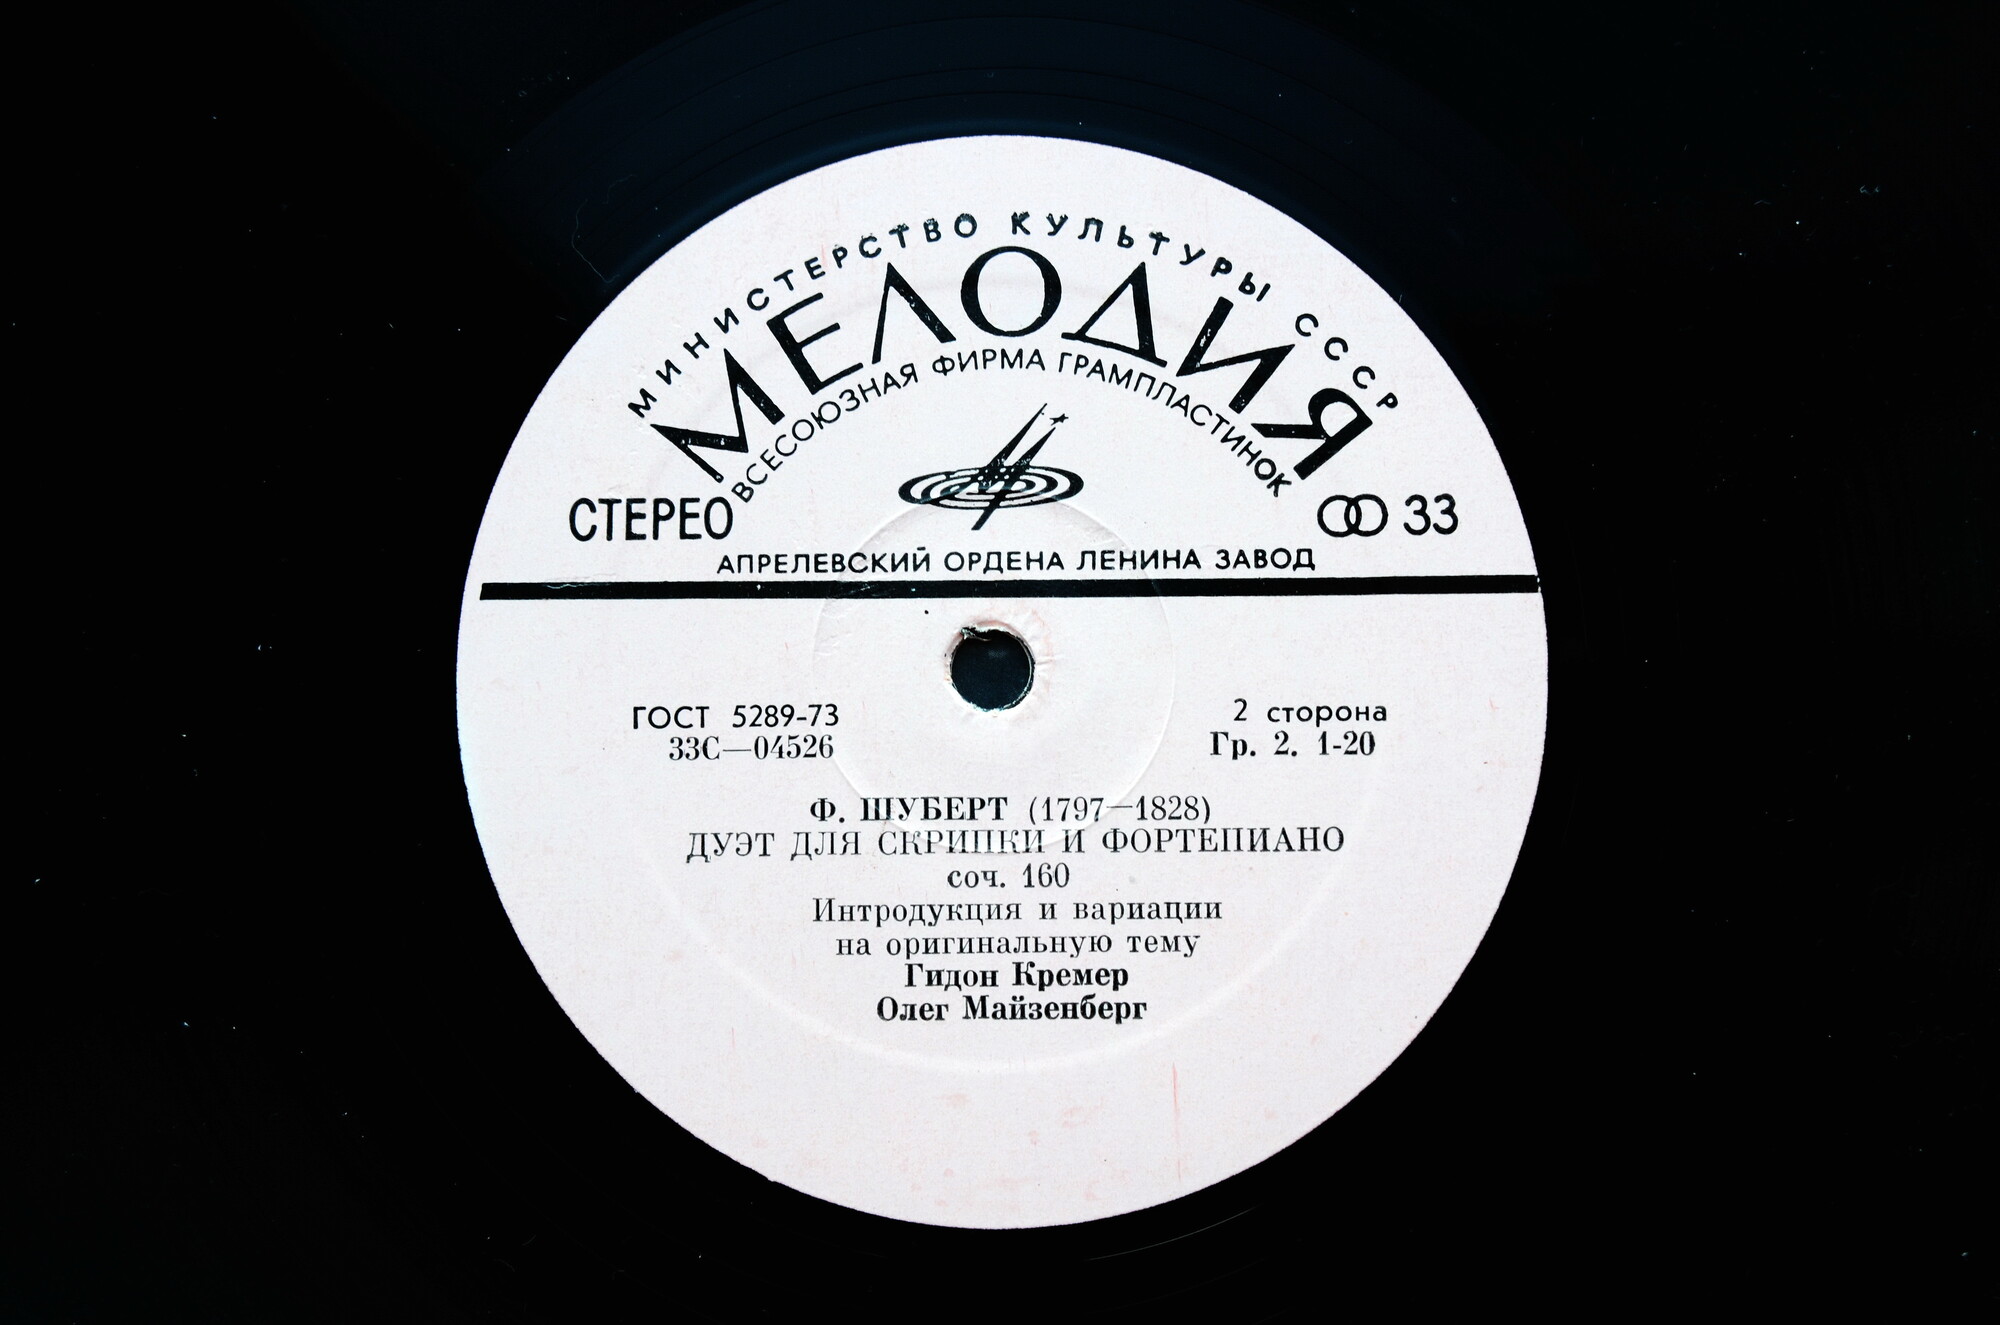 МИНИСТЕРСТВО КУЛЬТУРЫ СССР
МЕЛОДИЯ
ВСЕСОЮЗНАЯ ФИРМА ГРАМПЛАСТИНОК
СТЕРЕО 33
АПРЕЛЕВСКИЙ ОРДЕНА ЛЕНИНА ЗАВОД
ГОСТ 5289-73 2 сторона
33С—04526 Гр. 2. 1-20
Ф. ШУБЕРТ (1797—1828)
ДУЭТ ДЛЯ СКРИПКИ И ФОРТЕПИАНО
соч. 160
Интродукция и вариации
на оригинальную тему
Гидон Кремер
Олег Майзенберг